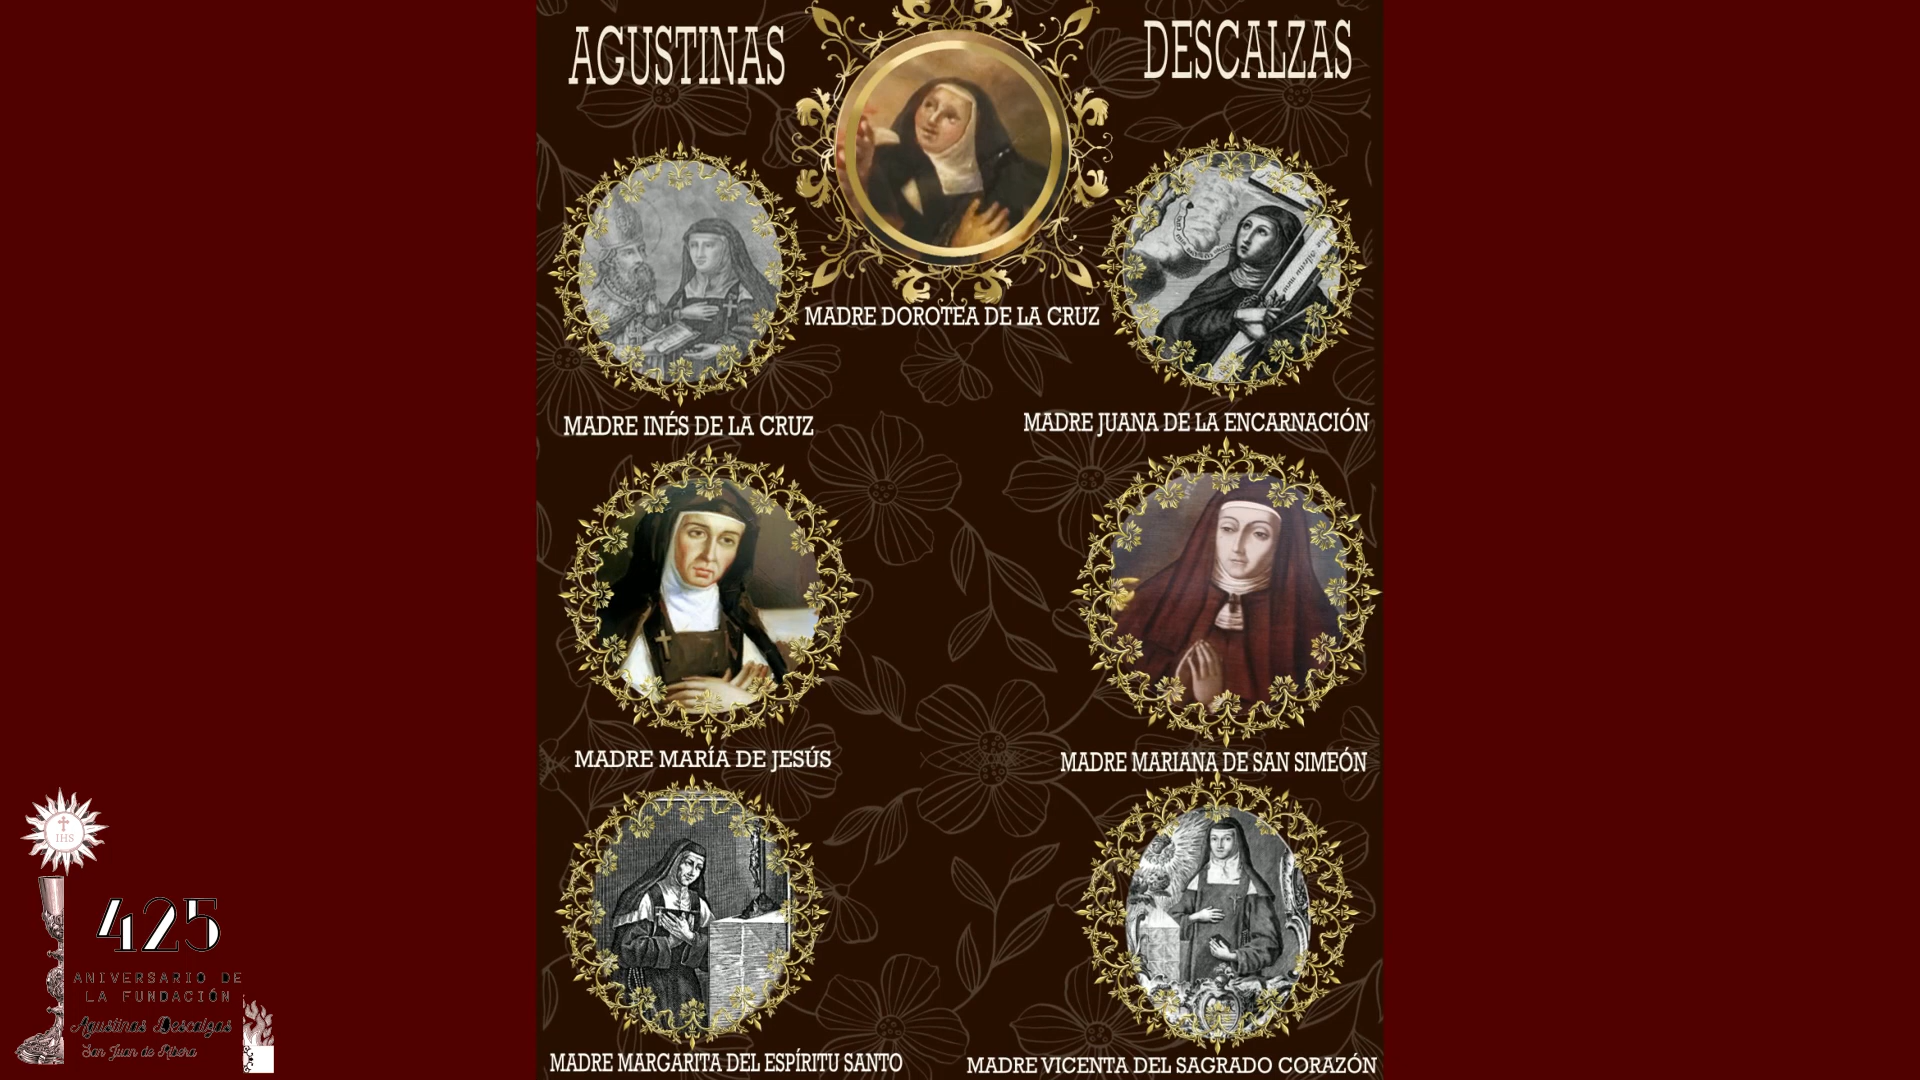 AGUSTINAS
DESCALZAS
MADRE DOROTEA DE LA CRUZ
MADRE INÉS DE LA CRUZ
MADRE JUANA DE LA ENCARNACIÓN
MADRE MARÍA DE JESÚS
MADRE MARIANA DE SAN SIMEÓN
MADRE MARGARITA DEL ESPÍRITU SANTO
MADRE VICENTA DEL SAGRADO CORAZÓN
IHS
425
ANIVERSARIO DE
LA FUNDACIÓN
Agustinas Descalzas
San Juan de Ribera